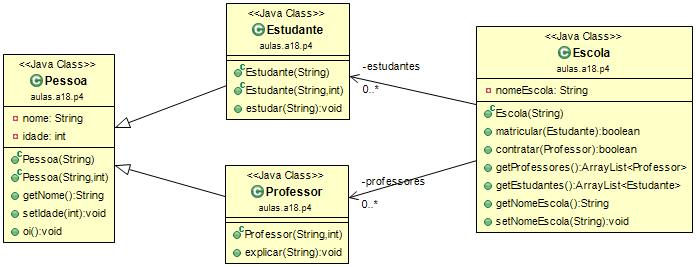 <<Java Class>>
Pessoa
aulas.a18.p4
nome: String
idade: int
Pessoa(String)
Pessoa(String,int)
getNome():String
setIdade(int):void
oi():void
<<Java Class>>
Estudante
aulas.a18.p4
Estudante(String)
Estudante(String,int)
estudar(String):void
<<Java Class>>
Professor
aulas.a18.p4
Professor(String,int)
explicar(String):void
-estudantes
0..*
-professores
0..*
<<Java Class>>
Escola
aulas.a18.p4
nomeEscola: String
Escola(String)
matricular(Estudante):boolean
contratar(Professor):boolean
getProfessores():ArrayList<Professor>
getEstudantes():ArrayList<Estudante>
getNomeEscola():String
setNomeEscola(String):void